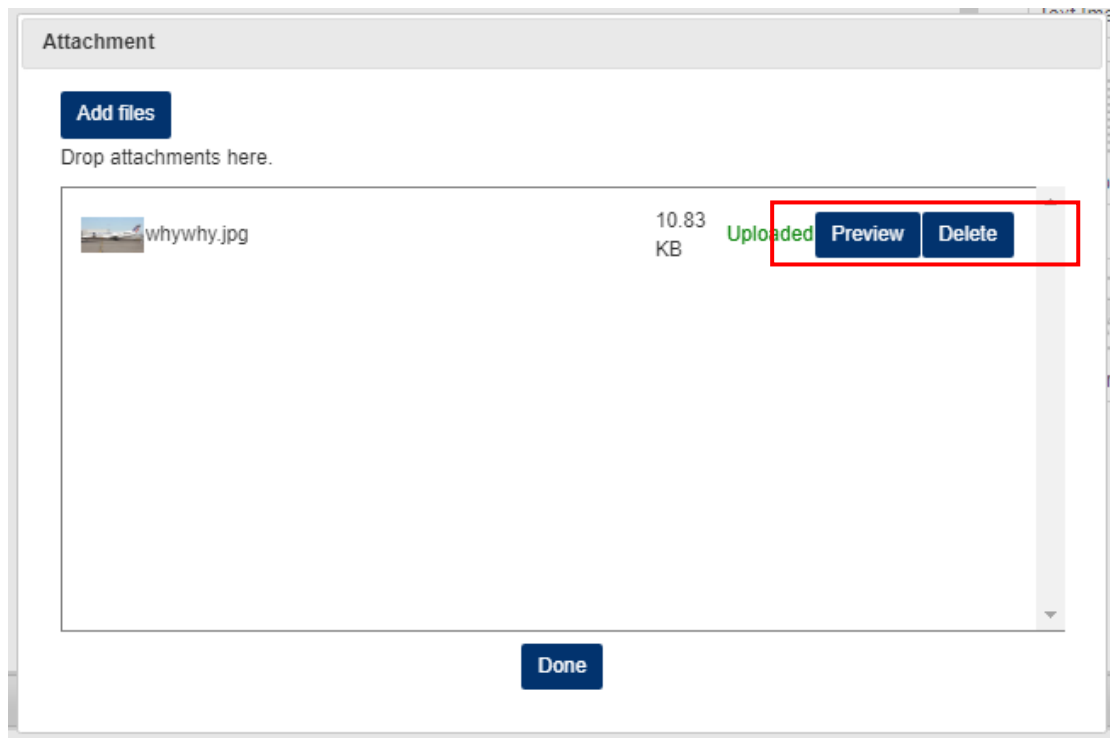 Attachment
Add files
Drop attachments here.
whywhy.jpg
10.83
KB
Uploaded
Preview
Delete
Done